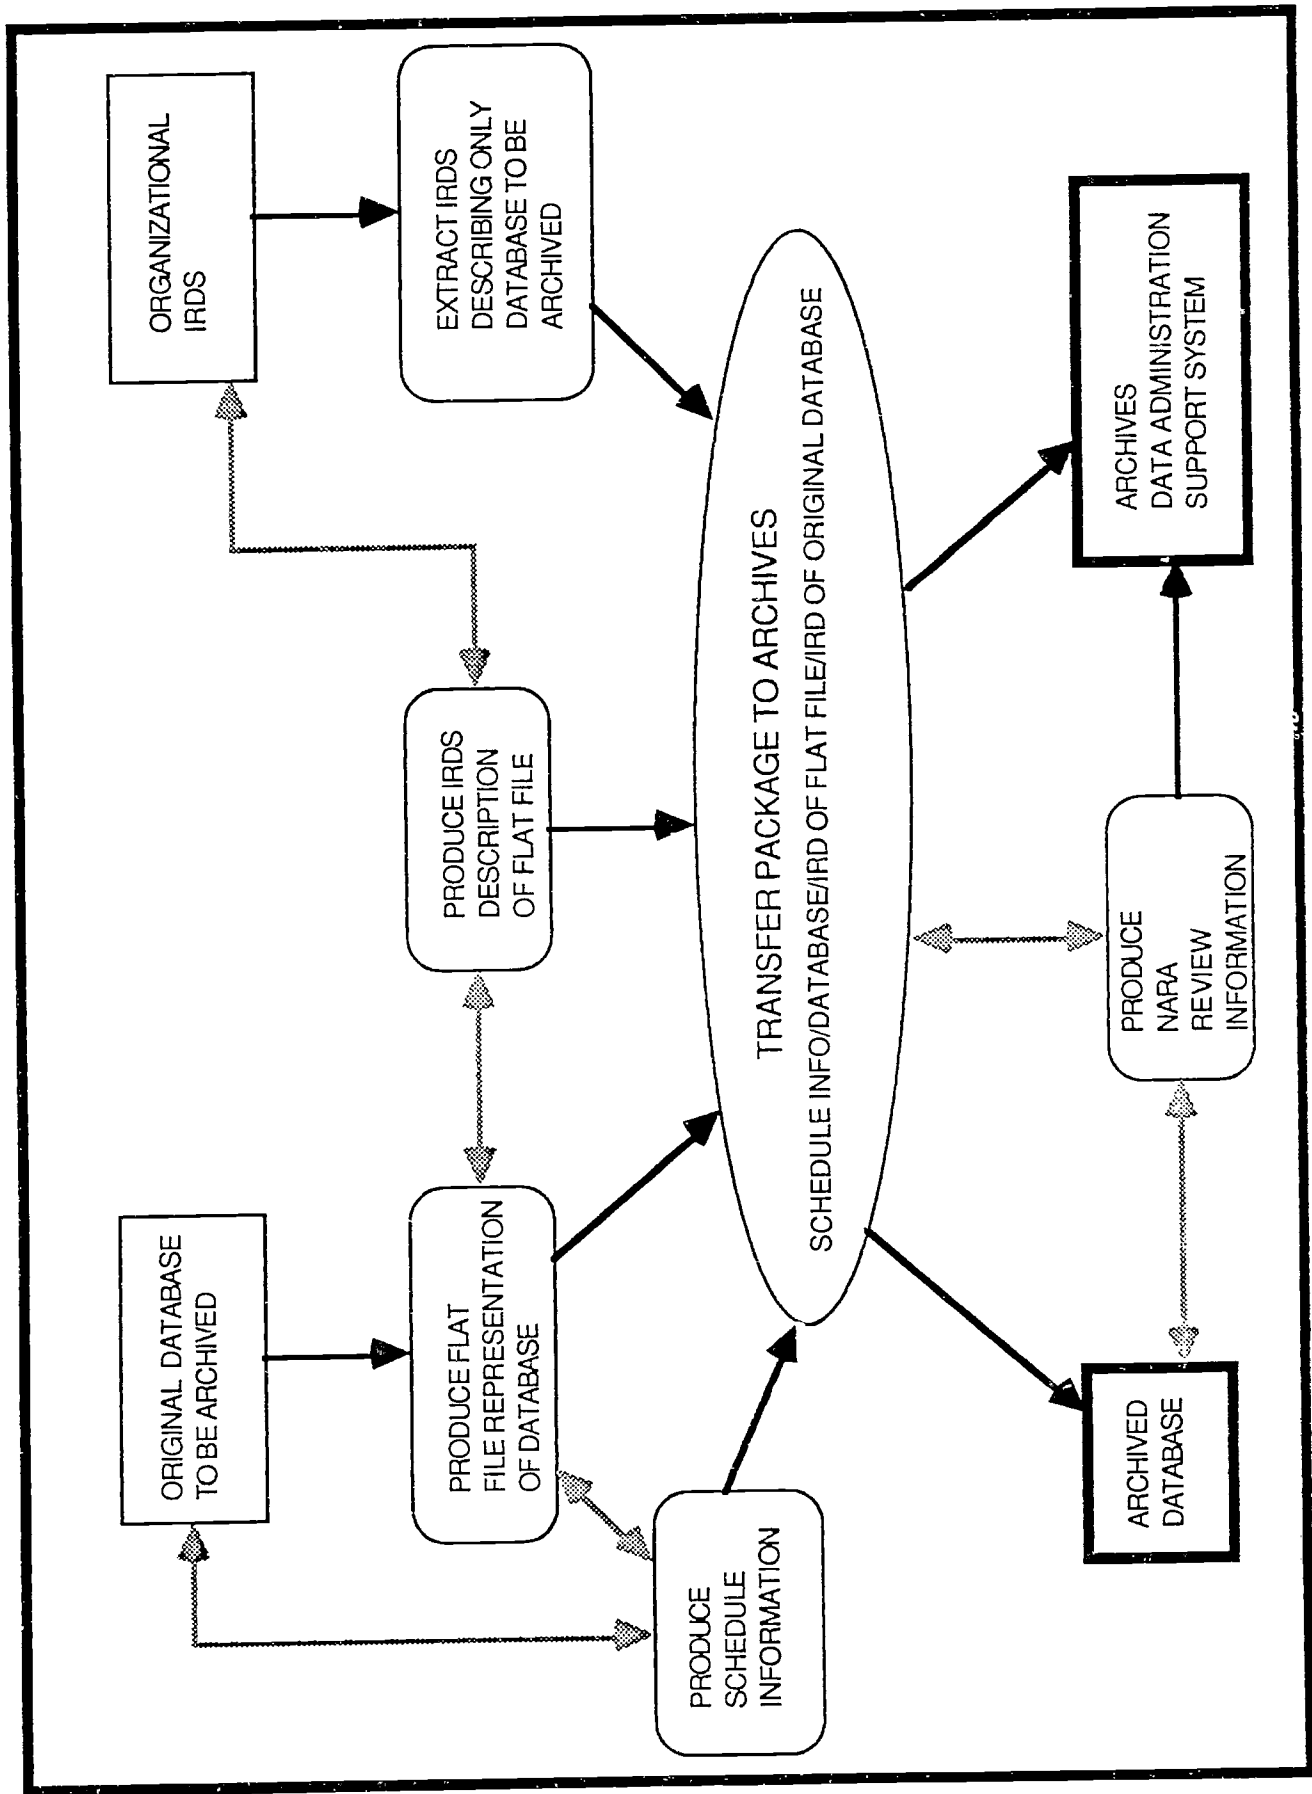 ORIGINAL DATABASE
TO BE ARCHIVED
ORGANIZATIONAL
IRDS
PRODUCE FLAT
FILE REPRESENTATION
OF DATABASE
PRODUCE IRDS
DESCRIPTION
OF FLAT FILE
EXTRACT IRDS
DESCRIBING ONLY
DATABASE TO BE
ARCHIVED
PRODUCE
SCHEDULE
INFORMATION
TRANSFER PACKAGE TO ARCHIVES
SCHEDULE INFO/DATABASE/IRD OF FLAT FILE/IRD OF ORIGINAL DATABASE
ARCHIVED
DATABASE
PRODUCE
NARA
REVIEW
INFORMATION
ARCHIVES
DATA ADMINISTRATION
SUPPORT SYSTEM